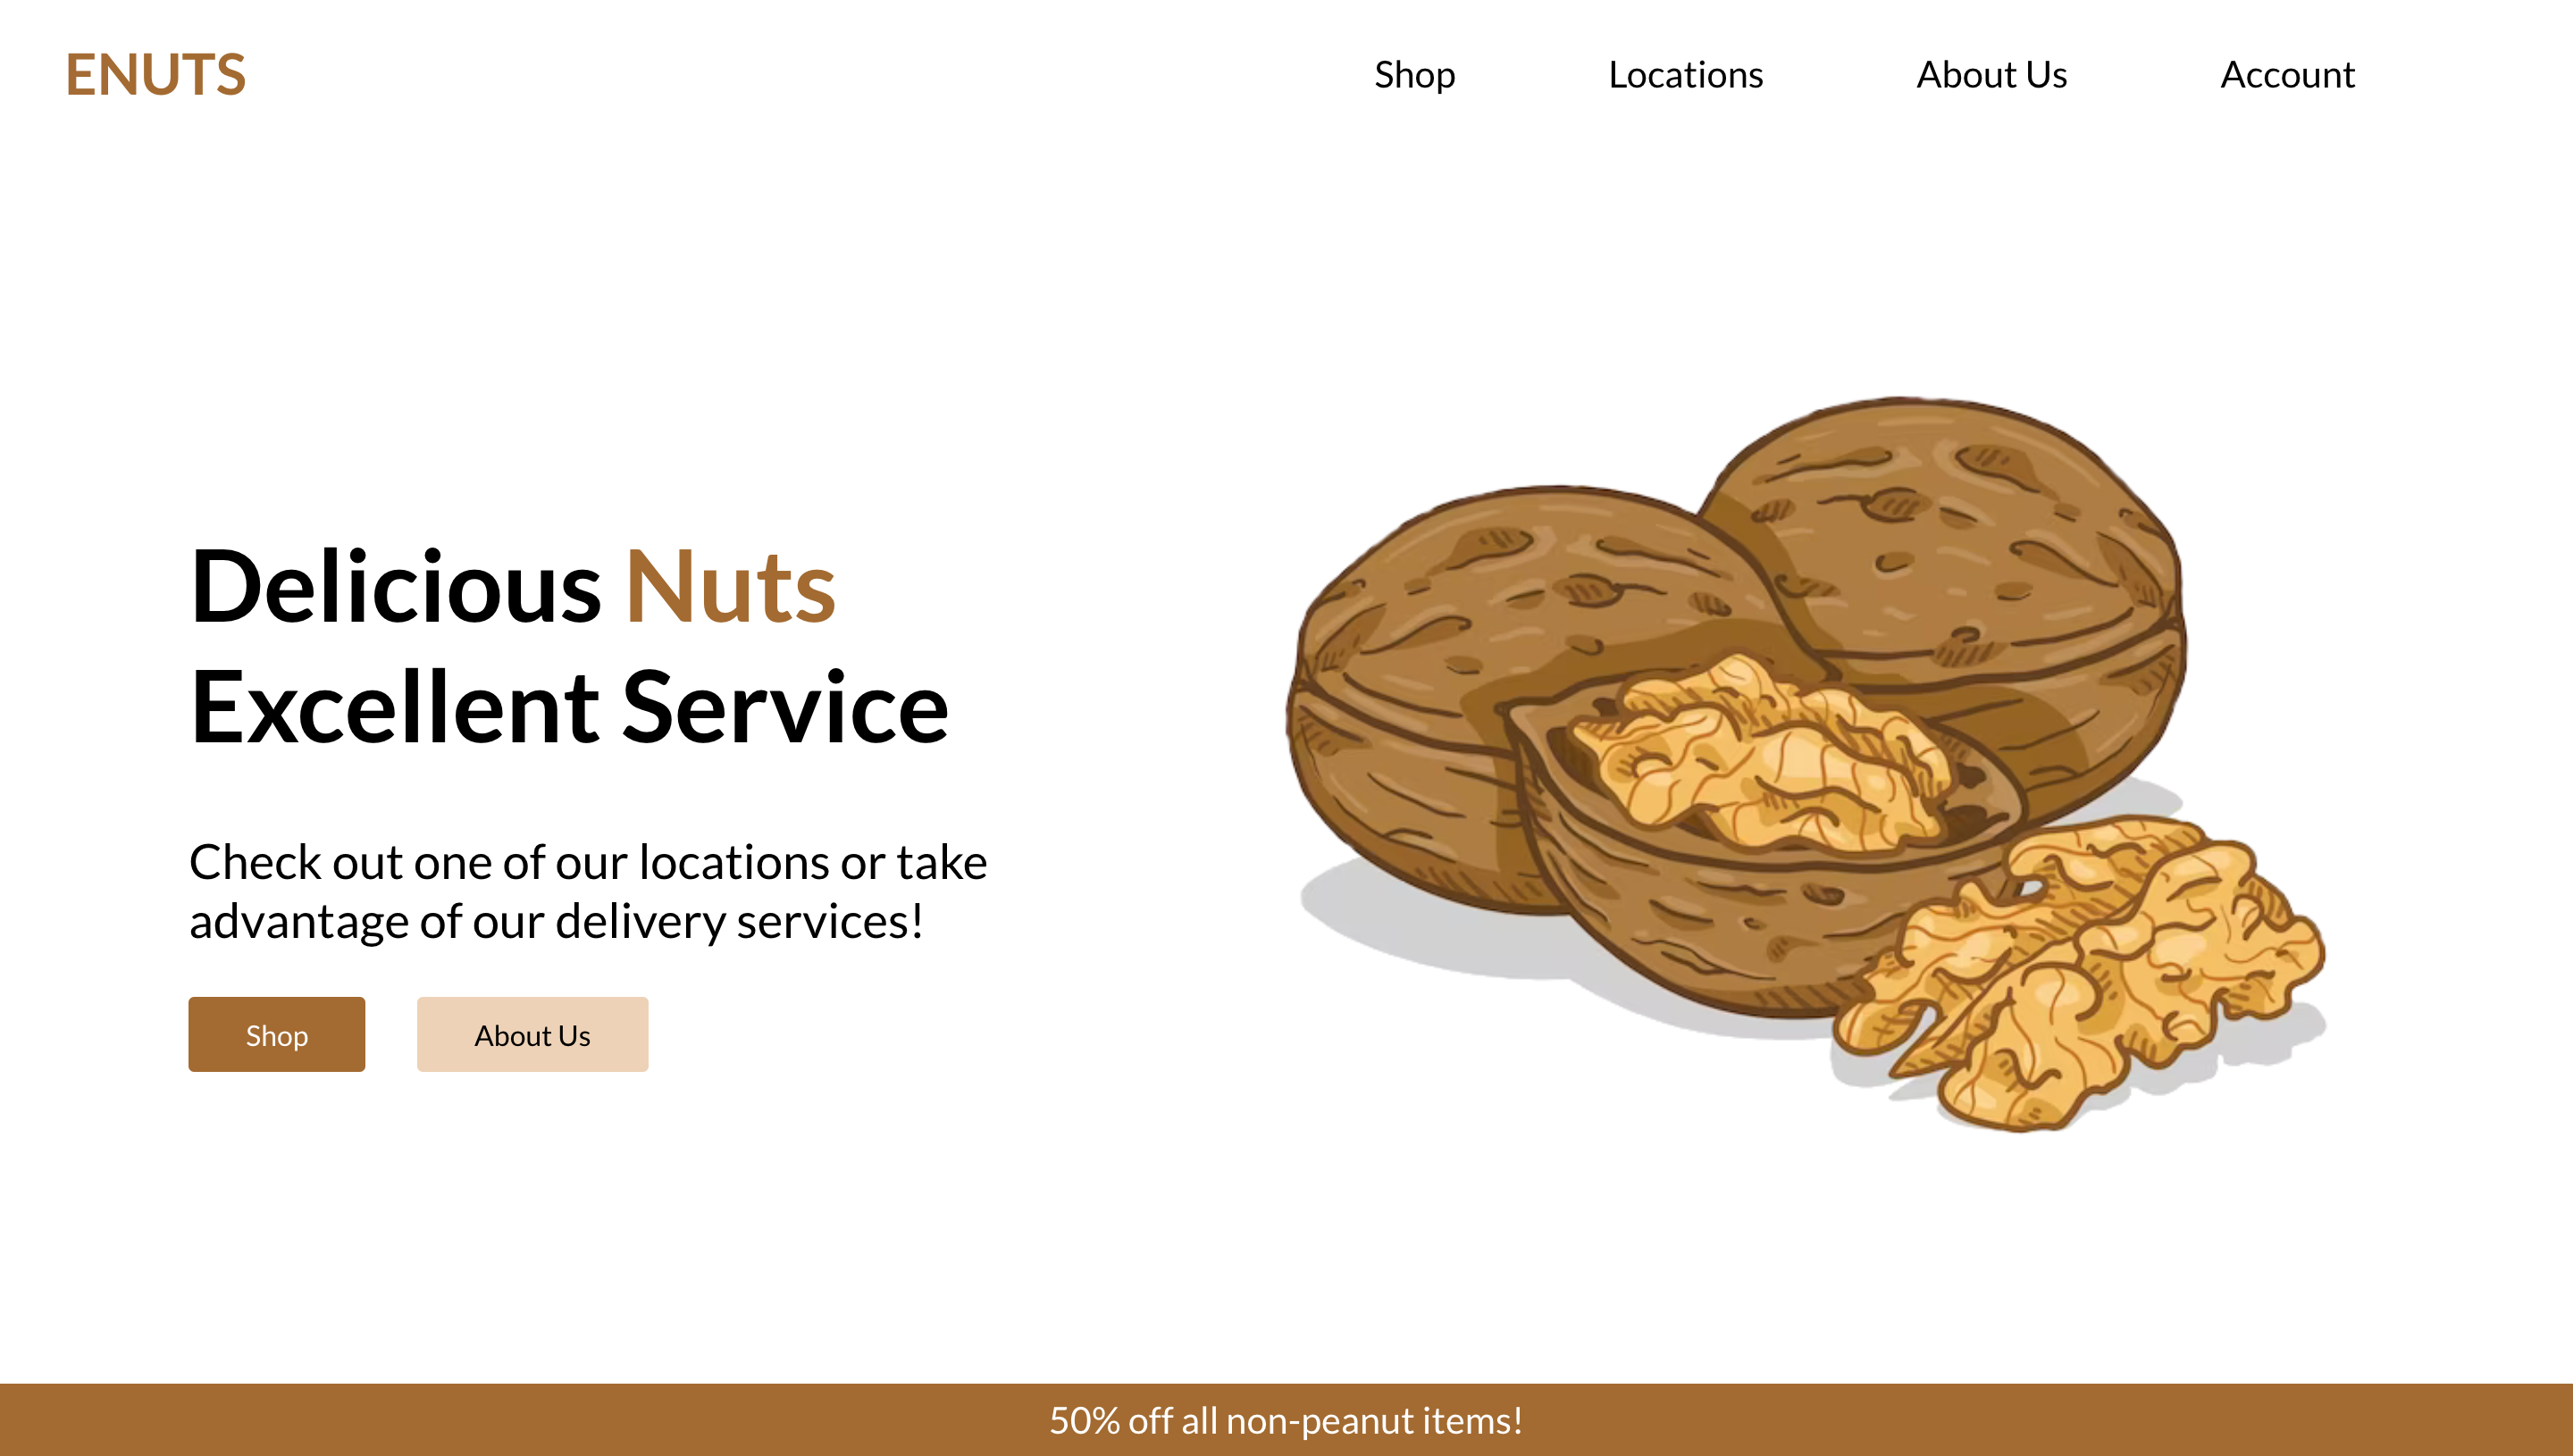 ENUTS
Shop Locations About Us Account
Delicious Nuts
Excellent Service
Check out one of our locations or take
advantage of our delivery services!
Shop About Us
50% off all non-peanut items!